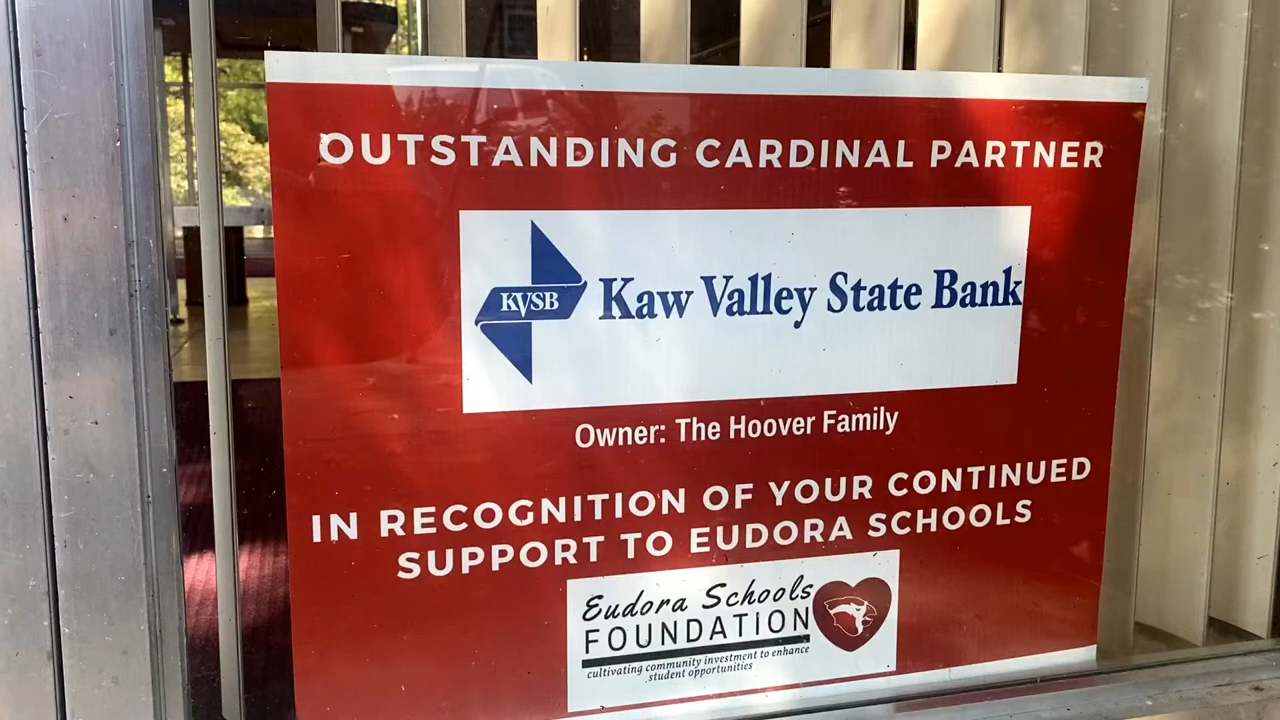 OUTSTANDING CARDINAL PARTNER
KVSB
Kaw Valley State Bank
Owner: The Hoover Family
IN RECOGNITION OF YOUR CONTINUED
SUPPORT TO EUDORA SCHOOLS
Eudora Schools
FOUNDATION
cultivating community investment to enhance
student opportunities